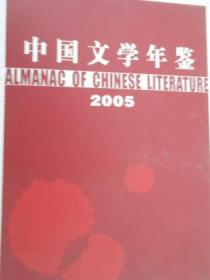 中国文学年鉴
ALMANAC OF CHINESE LITERATURE
2005